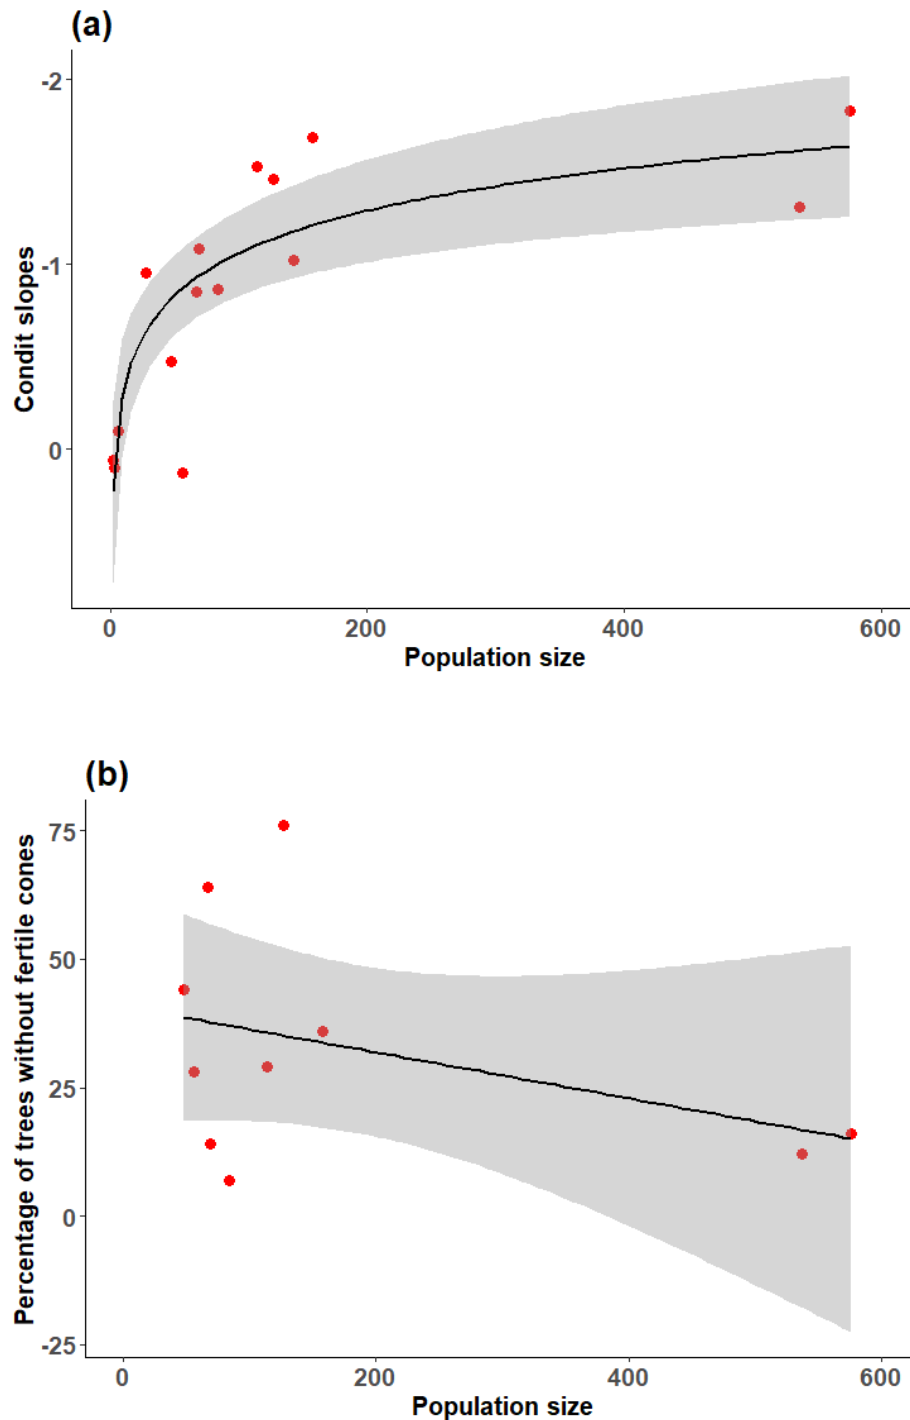 (a)
Condit slopes
-2
-1
0
0 200 400 600
Population size
(b)
Percentage of trees without fertile cones
75
50
25
0
-25
0 200 400 600
Population size